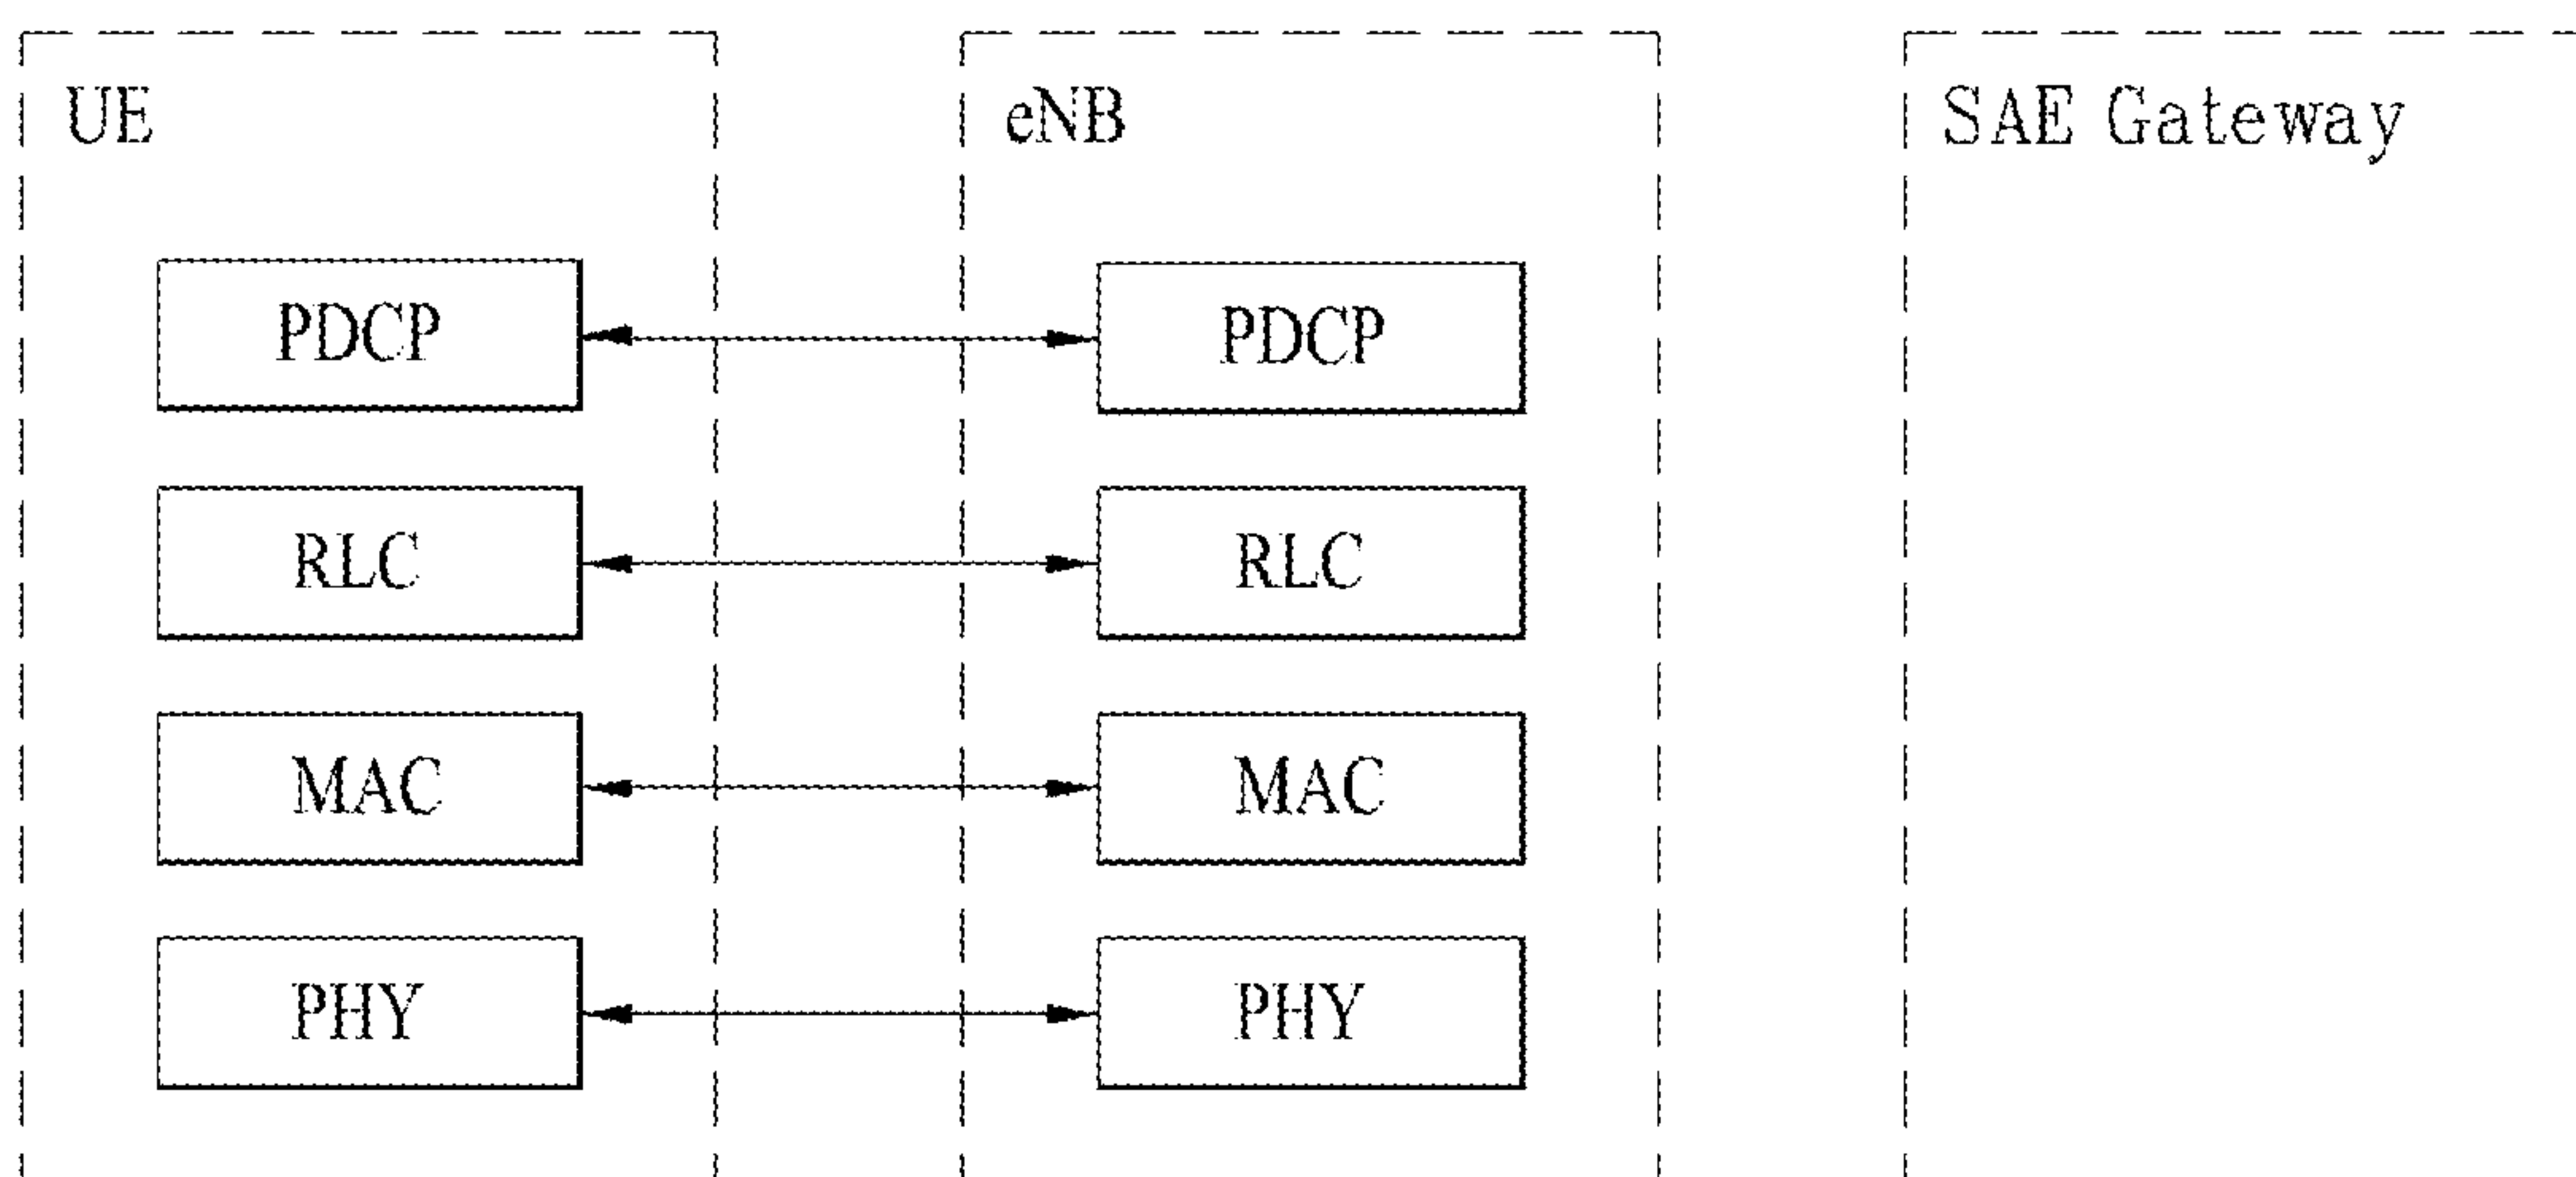 UE
eNB
SAE Gateway
PDCP
PDCP
RLC
RLC
MAC
MAC
PHY
PHY